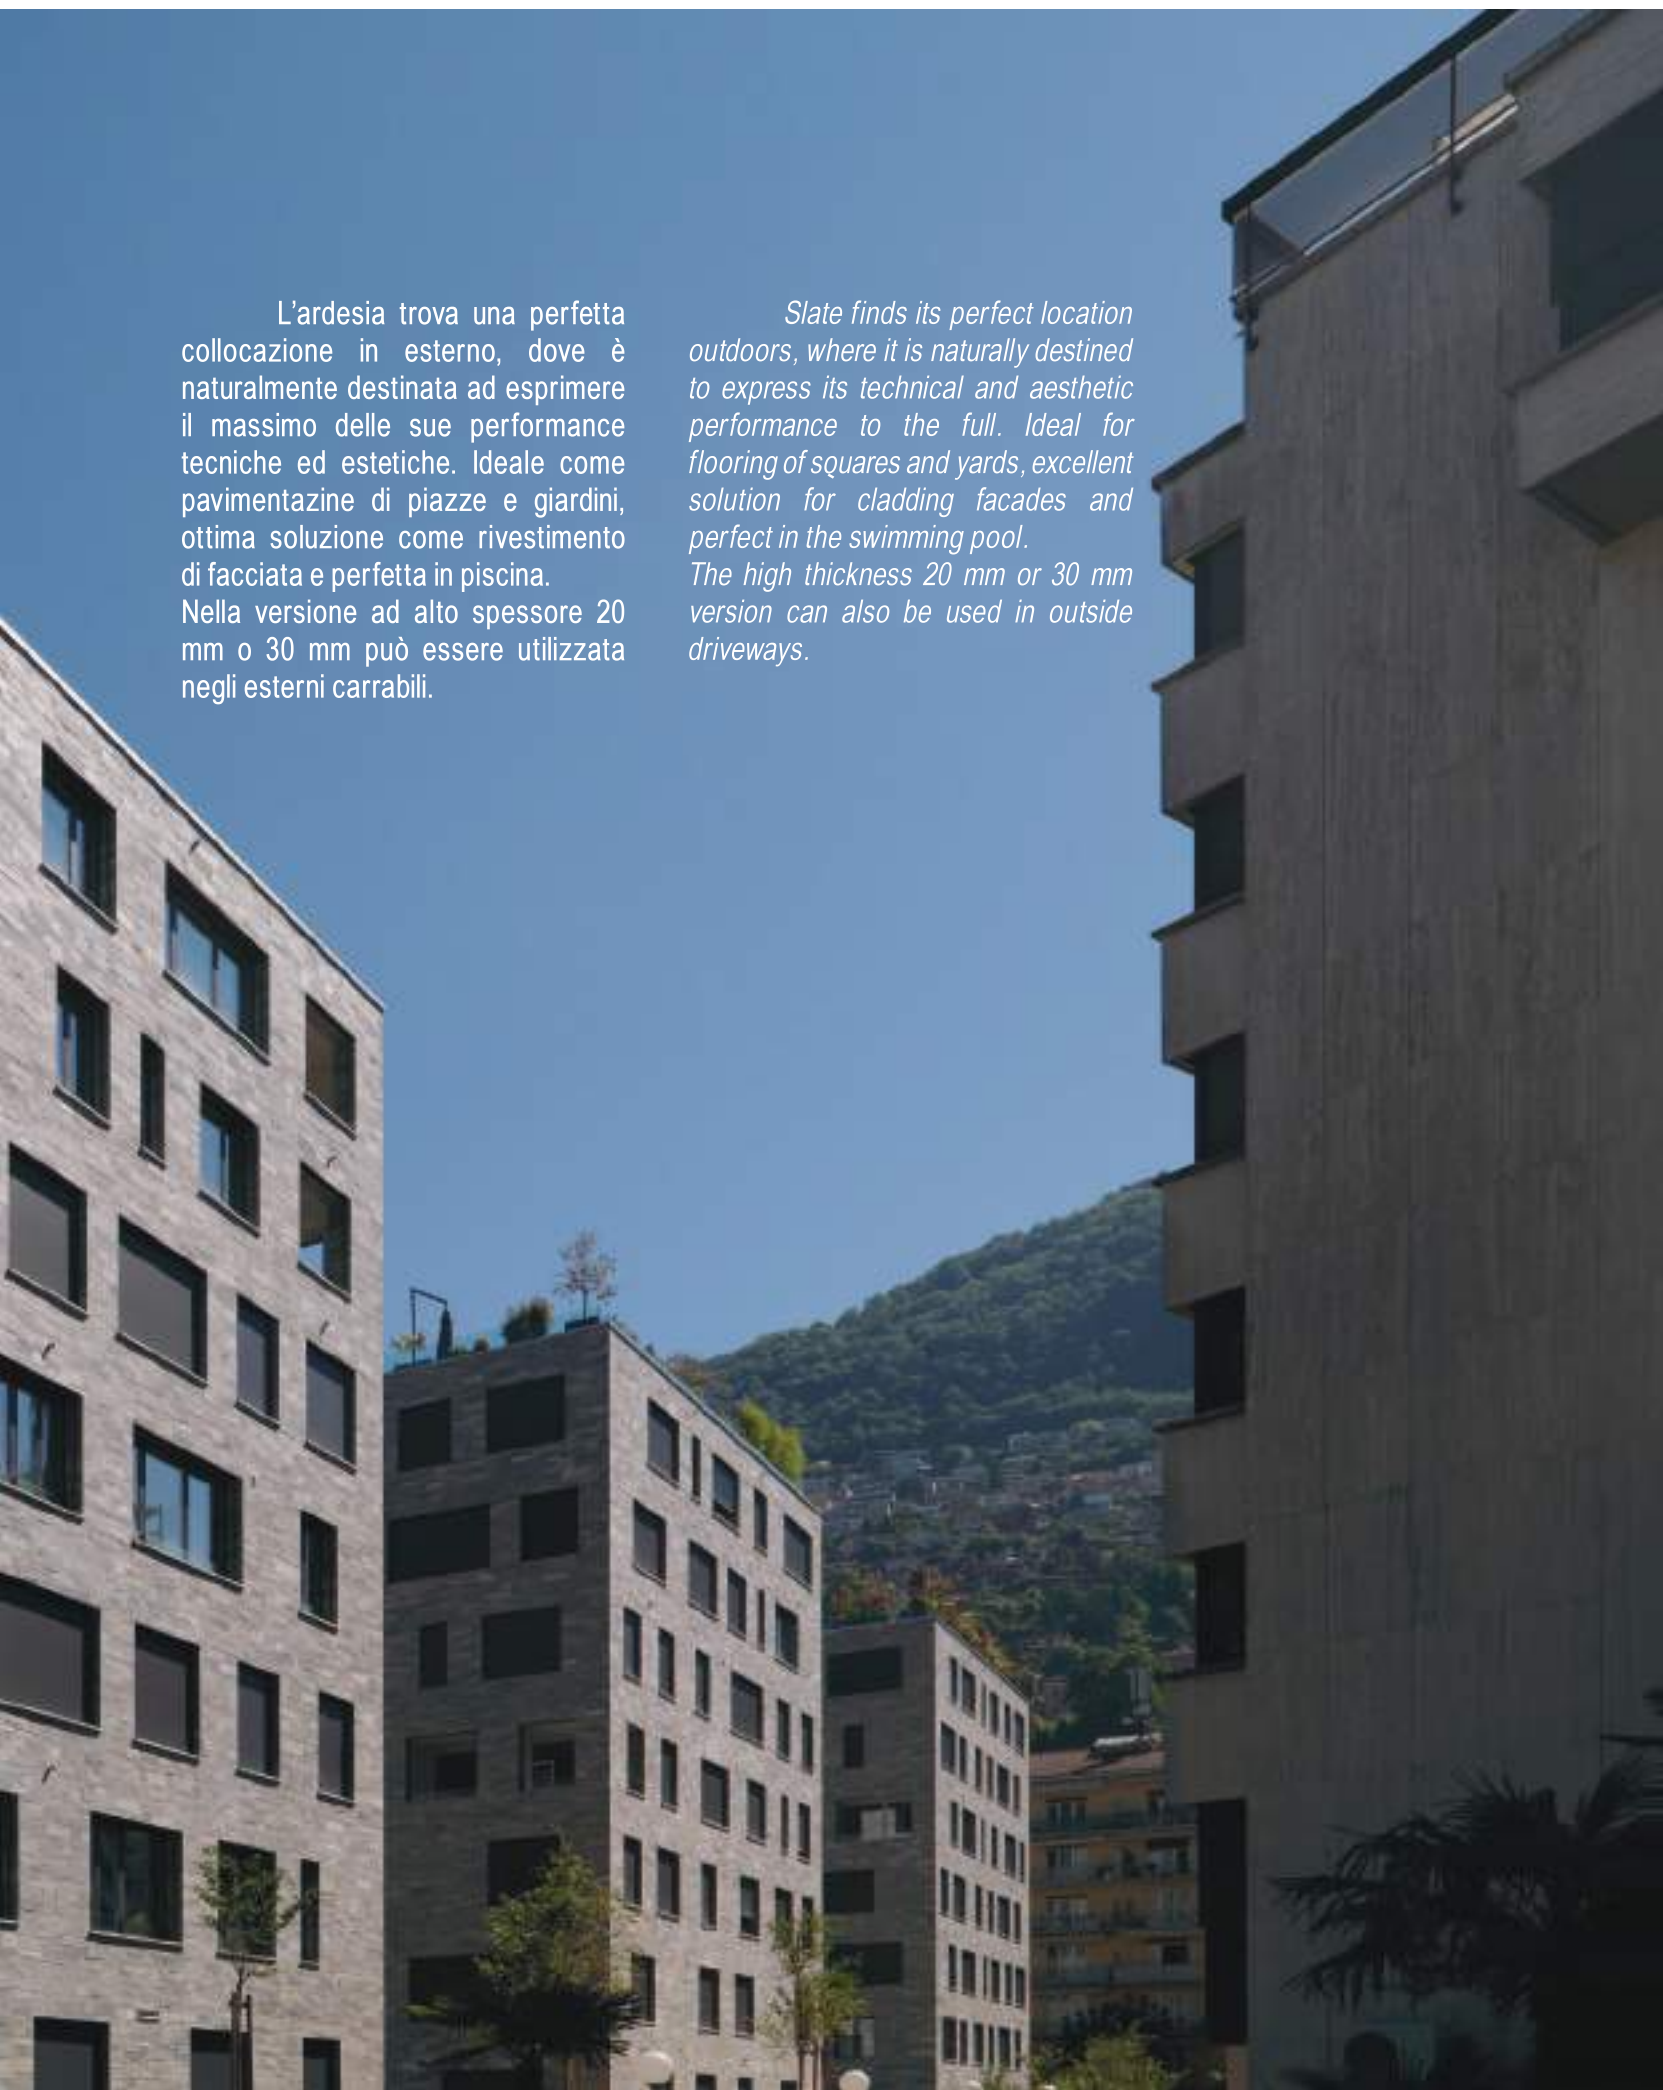 L'ardesia trova una perfetta
collocazione in esterno, dove è
naturalmente destinata ad esprimere
il massimo delle sue performance
tecniche ed estetiche. Ideale come
pavimentazine di piazze e giardini,
ottima soluzione come rivestimento
di facciata e perfetta in piscina.
Nella versione ad alto spessore 20
mm o 30 mm può essere utilizzata
negli esterni carrabili.
Slate finds its perfect location
outdoors, where it is naturally destined
to express its technical and aesthetic
performance to the full. Ideal for
flooring of squares and yards, excellent
solution for cladding facades and
perfect in the swimming pool.
The high thickness 20 mm or 30 mm
version can also be used in outside
driveways.